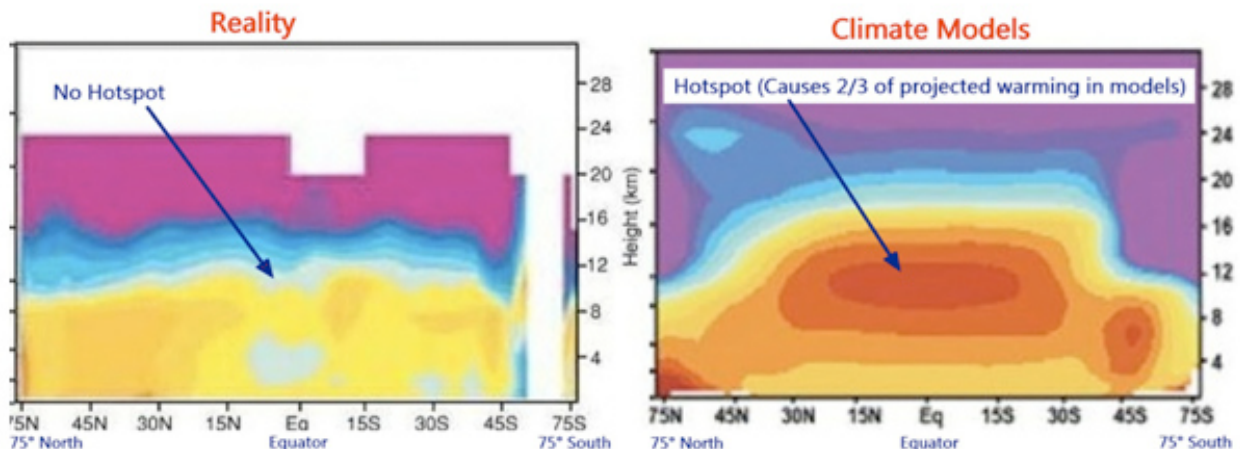 Reality
No Hotspot
28
24
20
16
12
8
4
Height (km)
75N 45N 30N 15N Eq 15S 30S 45S 75S
75° North Equator 75° South
Climate Models
Hotspot (Causes 2/3 of projected warming in models)
28
24
20
16
12
8
4
75N 45N 30N 15N Eq 15S 30S 45S 75S
75° North Equator 75° South